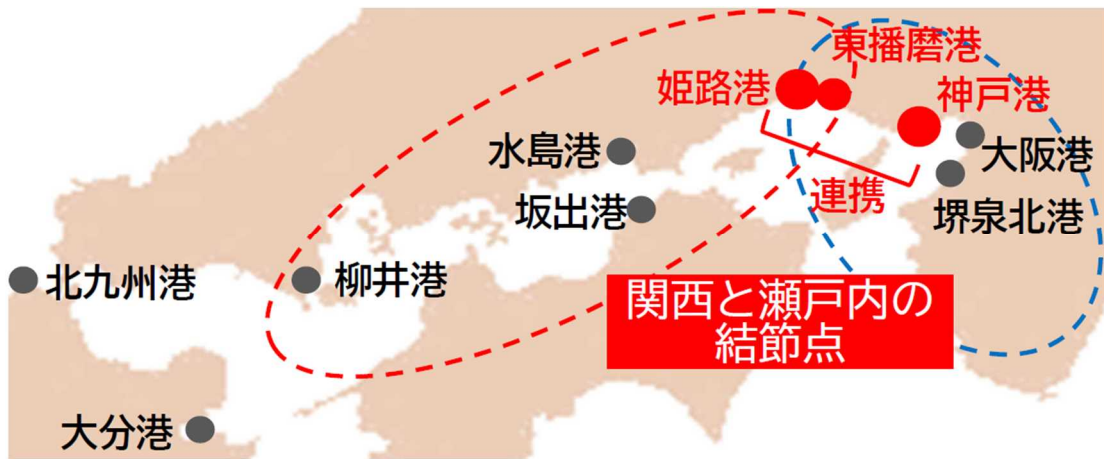 東播磨港
姫路港
神戸港
水島港
大阪港
連携
坂出港
堺泉北港
北九州港
柳井港
関西と瀬戸内の
結節点
大分港